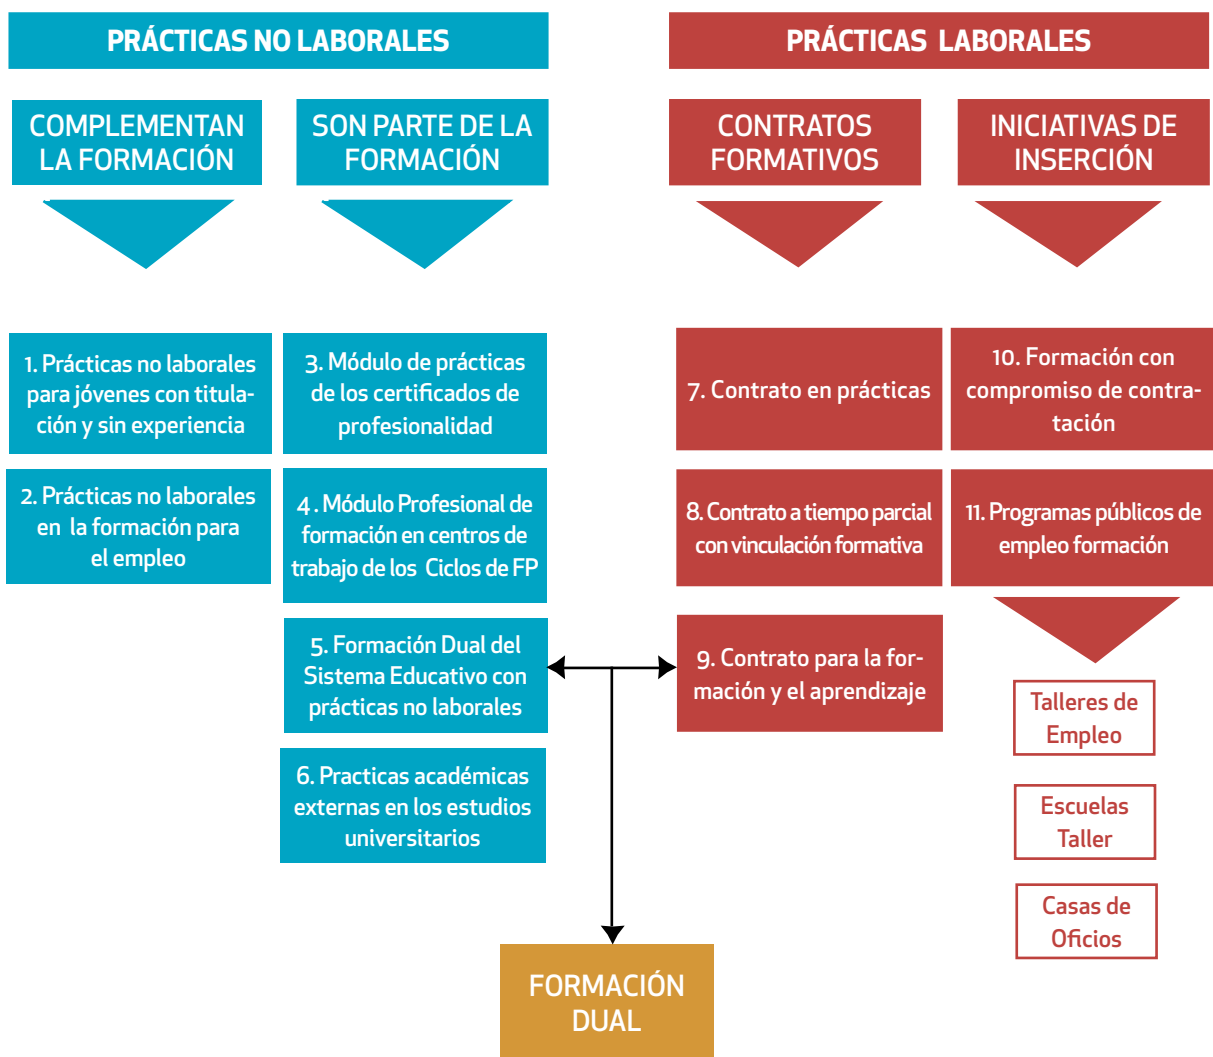 PRÁCTICAS NO LABORALES
COMPLEMENTAN
LA FORMACIÓN
SON PARTE DE LA
FORMACIÓN
1. Prácticas no laborales
para jóvenes con titula-
ción y sin experiencia
2. Prácticas no laborales
en la formación para
el empleo
3. Módulo de prácticas
de los certificados de
profesionalidad
4 . Módulo Profesional de
formación en centros de
trabajo de los Ciclos de FP
5. Formación Dual del
Sistema Educativo con
prácticas no laborales
6. Practicas académicas
externas en los estudios
universitarios
PRÁCTICAS LABORALES
CONTRATOS
FORMATIVOS
INICIATIVAS DE
INSERCIÓN
7. Contrato en prácticas
8. Contrato a tiempo parcial
con vinculación formativa
9. Contrato para la for-
mación y el aprendizaje
10. Formación con
compromiso de contra-
tación
11. Programas públicos de
empleo formación
Talleres de
Empleo
Escuelas
Taller
Casas de
Oficios
FORMACIÓN
DUAL